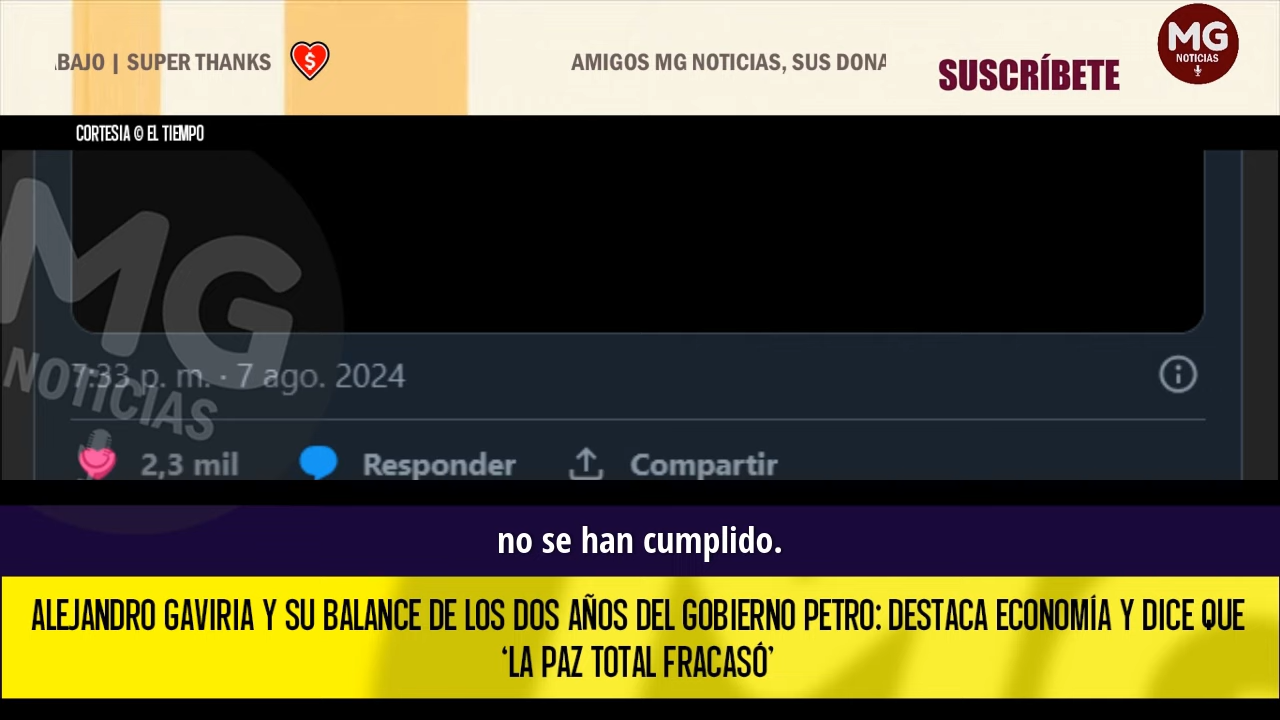 ABAJO | SUPER THANKS
AMIGOS MG NOTICIAS, SUS DONA
SUSCRÍBETE
MG
NOTICIAS
CORTESIA © EL TIEMPO
MG
NOTICIAS
7:33 p. m. · 7 ago. 2024
2,3 mil Responder Compartir
no se han cumplido.
ALEJANDRO GAVIRIA Y SU BALANCE DE LOS DOS AÑOS DEL GOBIERNO PETRO: DESTACA ECONOMÍA Y DICE QUE
‘LA PAZ TOTAL FRACASÓ’